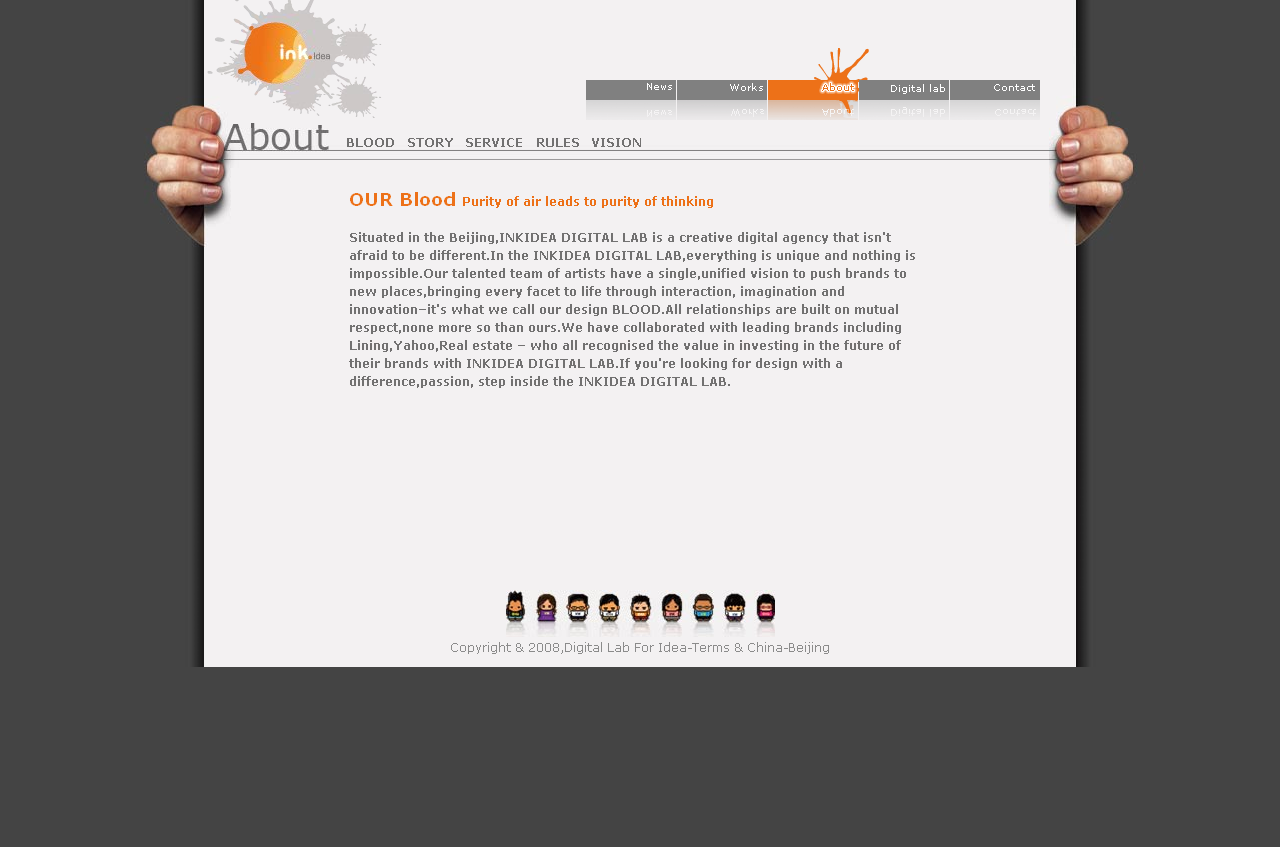 ink.idea
News Works About Digital lab Contact
About BLOOD STORY SERVICE RULES VISION
OUR Blood Purity of air leads to purity of thinking
Situated in the Beijing,INKIDEA DIGITAL LAB is a creative digital agency that isn't
afraid to be different.In the INKIDEA DIGITAL LAB,everything is unique and nothing is
impossible.Our talented team of artists have a single,unified vision to push brands to
new places,bringing every facet to life through interaction, imagination and
innovation–it's what we call our design BLOOD.All relationships are built on mutual
respect,none more so than ours.We have collaborated with leading brands including
Lining,Yahoo,Real estate – who all recognised the value in investing in the future of
their brands with INKIDEA DIGITAL LAB.If you're looking for design with a
difference,passion, step inside the INKIDEA DIGITAL LAB.
Copyright & 2008,Digital Lab For Idea-Terms & China-Beijing